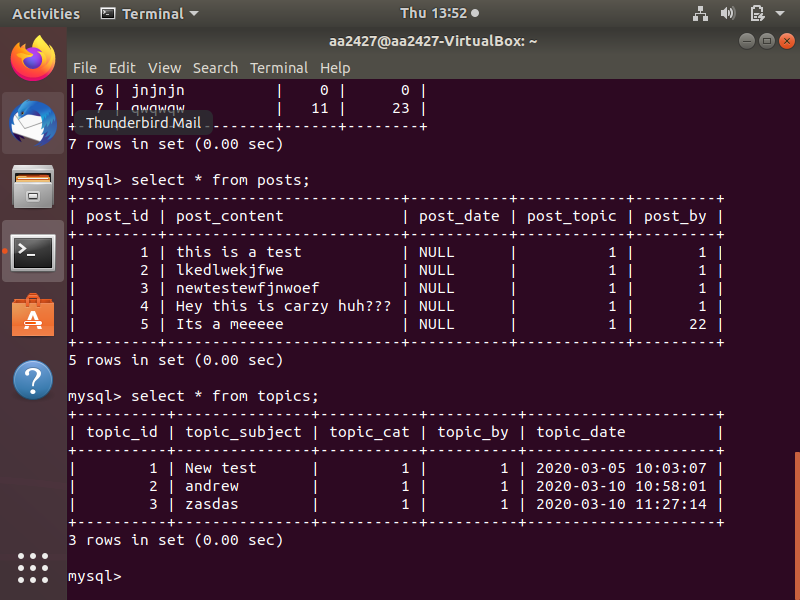 Activities Terminal Thu 13:52
aa2427@aa2427-VirtualBox: ~
File Edit View Search Terminal Help
| 6 | jnjnjn | 0 | 0 |
| 7 | qwqwqw | 11 | 23 |
Thunderbird Mail
7 rows in set (0.00 sec)
mysql> select * from posts;
+---------+--------------------------+-----------+------------+---------+
| post_id | post_content | post_date | post_topic | post_by |
+---------+--------------------------+-----------+------------+---------+
| 1 | this is a test | NULL | 1 | 1 |
| 2 | lkedlwekjfwe | NULL | 1 | 1 |
| 3 | newtestewfjnwoef | NULL | 1 | 1 |
| 4 | Hey this is carzy huh??? | NULL | 1 | 1 |
| 5 | Its a meeeee | NULL | 1 | 22 |
+---------+--------------------------+-----------+------------+---------+
5 rows in set (0.00 sec)
mysql> select * from topics;
+----------+---------------+-----------+----------+---------------------+
| topic_id | topic_subject | topic_cat | topic_by | topic_date |
+----------+---------------+-----------+----------+---------------------+
| 1 | New test | 1 | 1 | 2020-03-05 10:03:07 |
| 2 | andrew | 1 | 1 | 2020-03-10 10:58:01 |
| 3 | zasdas | 1 | 1 | 2020-03-10 11:27:14 |
+----------+---------------+-----------+----------+---------------------+
3 rows in set (0.00 sec)
mysql>